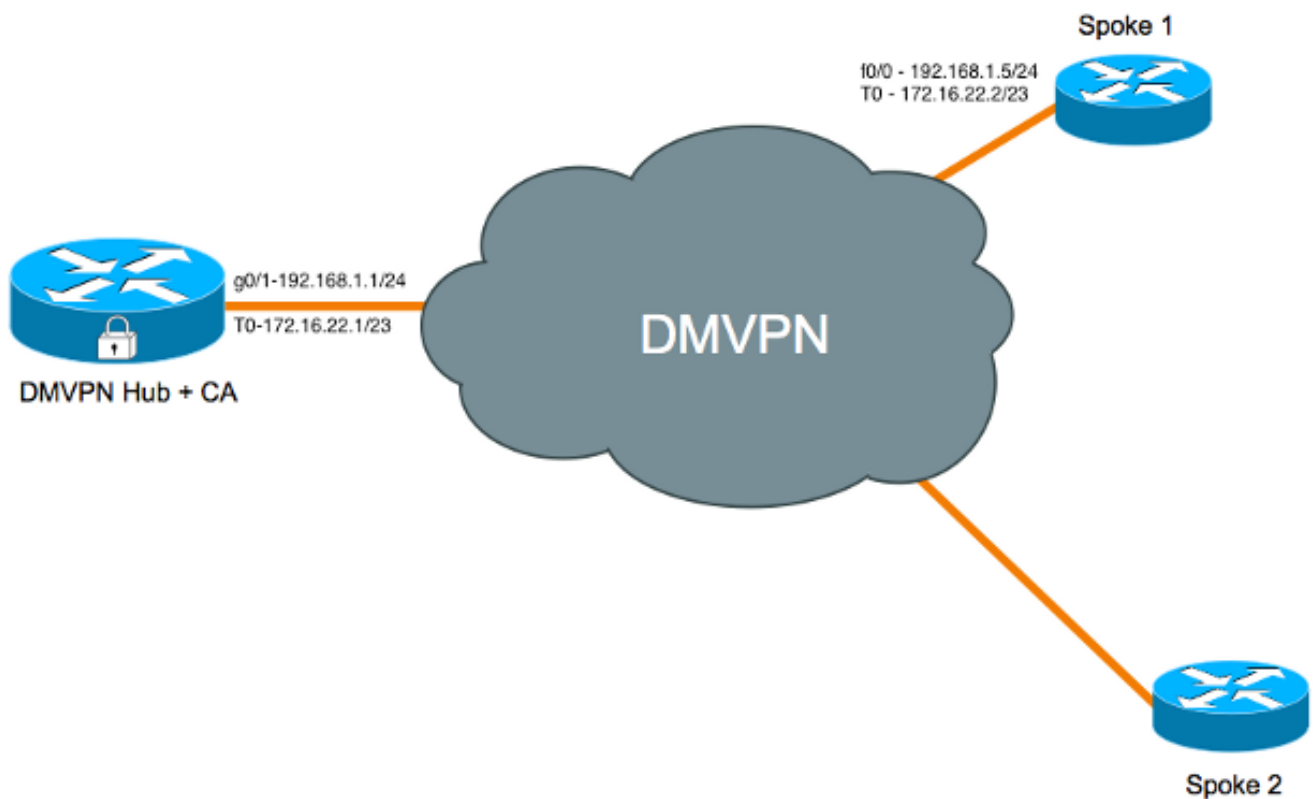 Spoke 1
f0/0 - 192.168.1.5/24
T0 - 172.16.22.2/23
g0/1-192.168.1.1/24
T0-172.16.22.1/23
DMVPN
DMVPN Hub + CA
Spoke 2